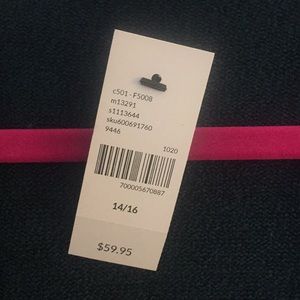 c501 - F5008
m13291
s1113644
sku600691760
9446
1020
700005670887
14/16
$59.95